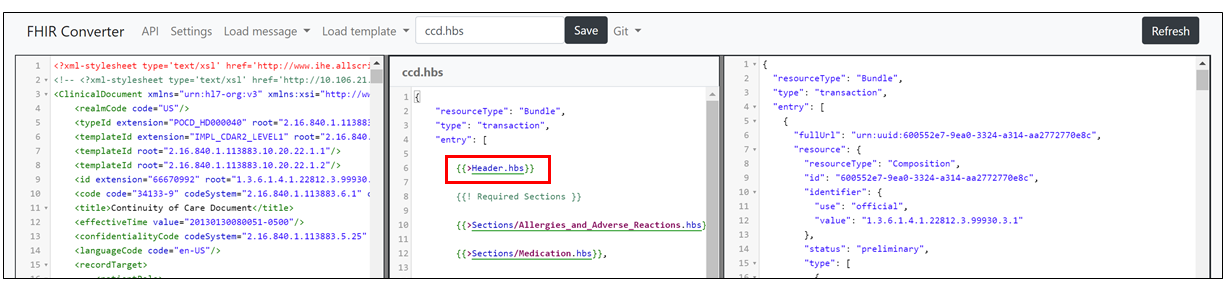 FHIR Converter API Settings Load message Load template ccd.hbs Save Git Refresh
1 <?xml-stylesheet type='text/xsl' href='http://www.ihe.allscri
2 <!-- <?xml-stylesheet type='text/xsl' href='http://10.106.21.
3 <ClinicalDocument xmlns="urn:hl7-org:v3" xmlns:xsi="http://ww
4 <realmCode code="US"/>
5 <typeId extension="POCD_HD000040" root="2.16.840.1.113883
6 <templateId extension="IMPL_CDAR2_LEVEL1" root="2.16.840.
7 <templateId root="2.16.840.1.113883.10.20.22.1.1"/>
8 <templateId root="2.16.840.1.113883.10.20.22.1.2"/>
9 <id extension="66670992" root="1.3.6.1.4.1.22812.3.99930.
10 <code code="34133-9" codeSystem="2.16.840.1.113883.6.1" c
11 <title>Continuity of Care Document</title>
12 <effectiveTime value="20130130080051-0500"/>
13 <confidentialityCode codeSystem="2.16.840.1.113883.5.25"
14 <languageCode code="en-US"/>
15 <recordTarget>
ccd.hbs
1 {
2 "resourceType": "Bundle",
3 "type": "transaction",
4 "entry": [
5
6 {{>Header.hbs}}
7
8 {{! Required Sections }}
9
10 {{>Sections/Allergies_and_Adverse_Reactions.hbs}
11
12 {{>Sections/Medication.hbs}},
13
1 {
2 "resourceType": "Bundle",
3 "type": "transaction",
4 "entry": [
5 {
6 "fullUrl": "urn:uuid:600552e7-9ea0-3324-a314-aa2772770e8c",
7 "resource": {
8 "resourceType": "Composition",
9 "id": "600552e7-9ea0-3324-a314-aa2772770e8c",
10 "identifier": {
11 "use": "official",
12 "value": "1.3.6.1.4.1.22812.3.99930.3.1"
13 },
14 "status": "preliminary",
15 "type": [
16 {